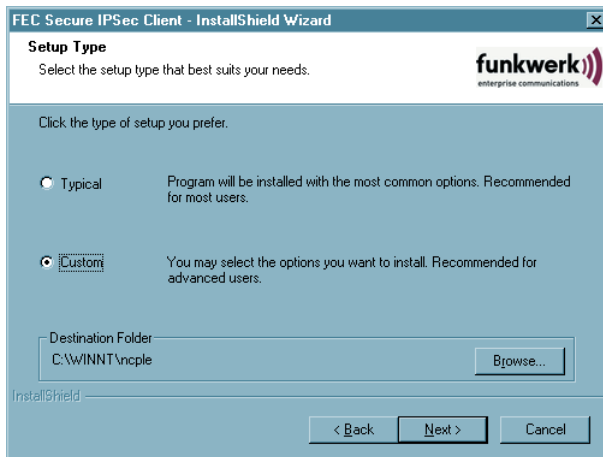 FEC Secure IPSec Client - InstallShield Wizard
Setup Type
Select the setup type that best suits your needs.
funkwerk
enterprise communications
Click the type of setup you prefer.
Typical
Program will be installed with the most common options. Recommended
for most users.
Custom
You may select the options you want to install. Recommended for
advanced users.
Destination Folder
C:\WINNT\ncple
Browse...
InstallShield
< Back
Next >
Cancel